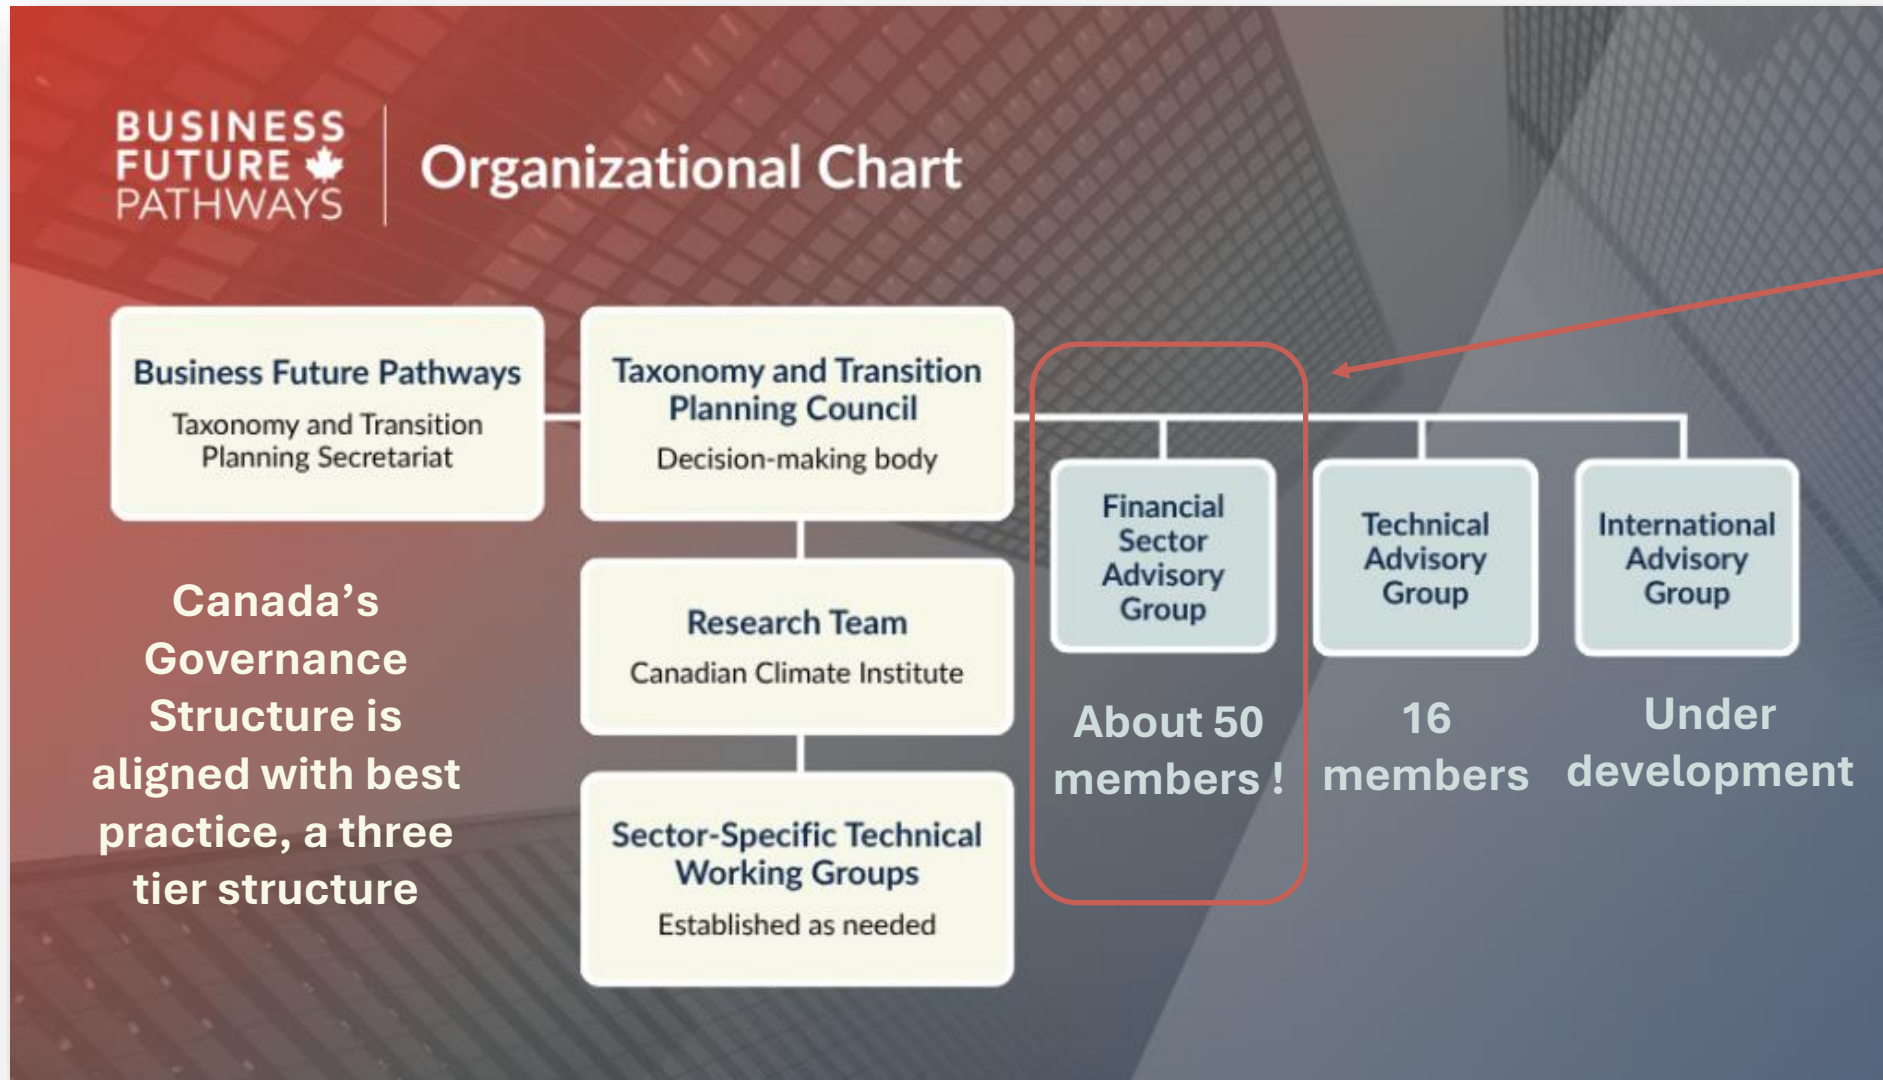 BUSINESS
FUTURE
PATHWAYS
Organizational Chart
Business Future Pathways
Taxonomy and Transition
Planning Secretariat
Taxonomy and Transition
Planning Council
Decision-making body
Financial
Sector
Advisory
Group
Technical
Advisory
Group
International
Advisory
Group
Research Team
Canadian Climate Institute
Sector-Specific Technical
Working Groups
Established as needed
Canada’s
Governance
Structure is
aligned with best
practice, a three
tier structure
About 50
members !
16
members
Under
development